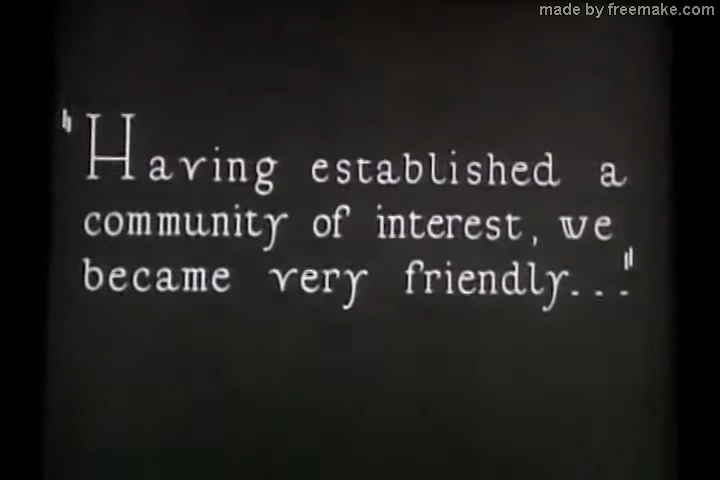 made by freemake.com
"Having established a
community of interest, we
became very friendly..."